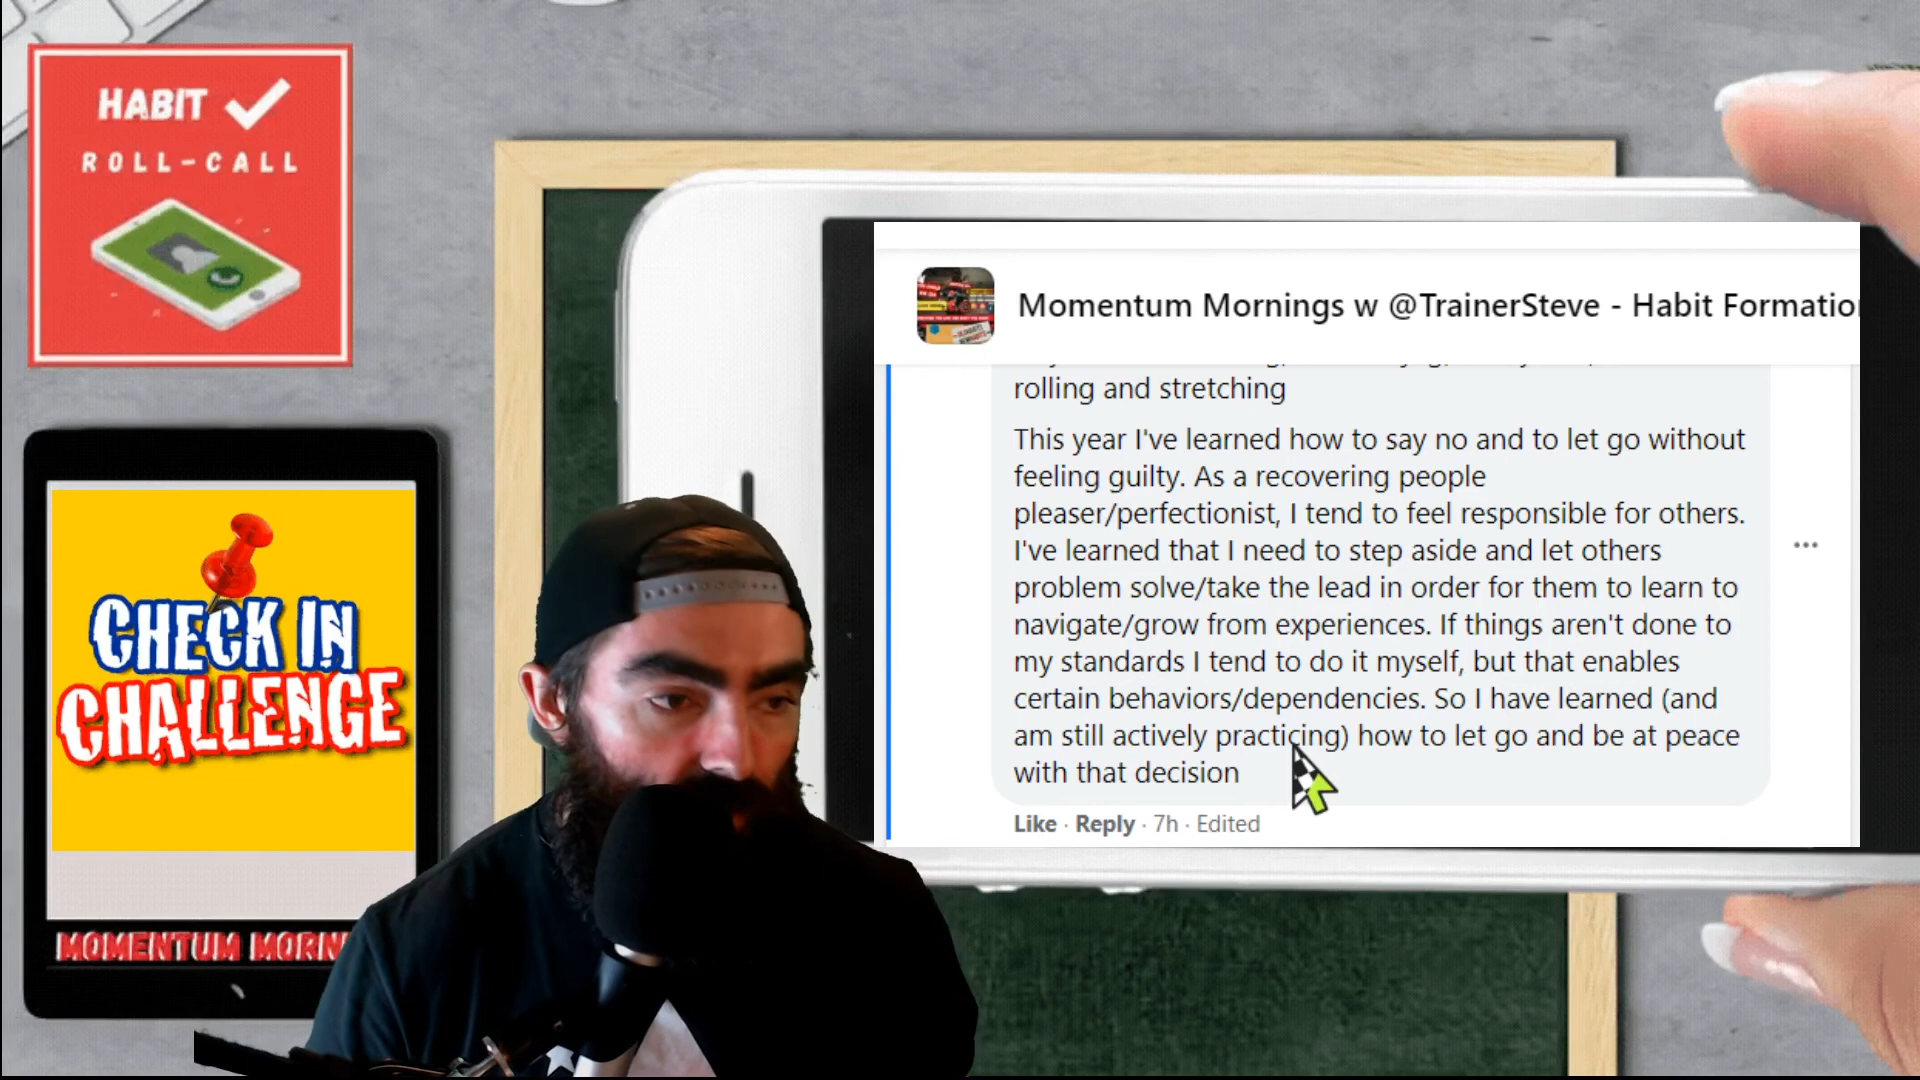 HABIT
ROLL-CALL
CHECK IN
CHALLENGE
MOMENTUM
Momentum Mornings w @TrainerSteve - Habit
rolling and stretching
This year I've learned how to say no and to let go without
feeling guilty. As a recovering people
pleaser/perfectionist, I tend to feel responsible for others.
I've learned that I need to step aside and let others
problem solve/take the lead in order for them to learn to
navigate/grow from experiences. If things aren't done to
my standards I tend to do it myself, but that enables
certain behaviors/dependencies. So I have learned (and
am still actively practicing) how to let go and be at peace
with that decision
Like · Reply · 7h · Edited